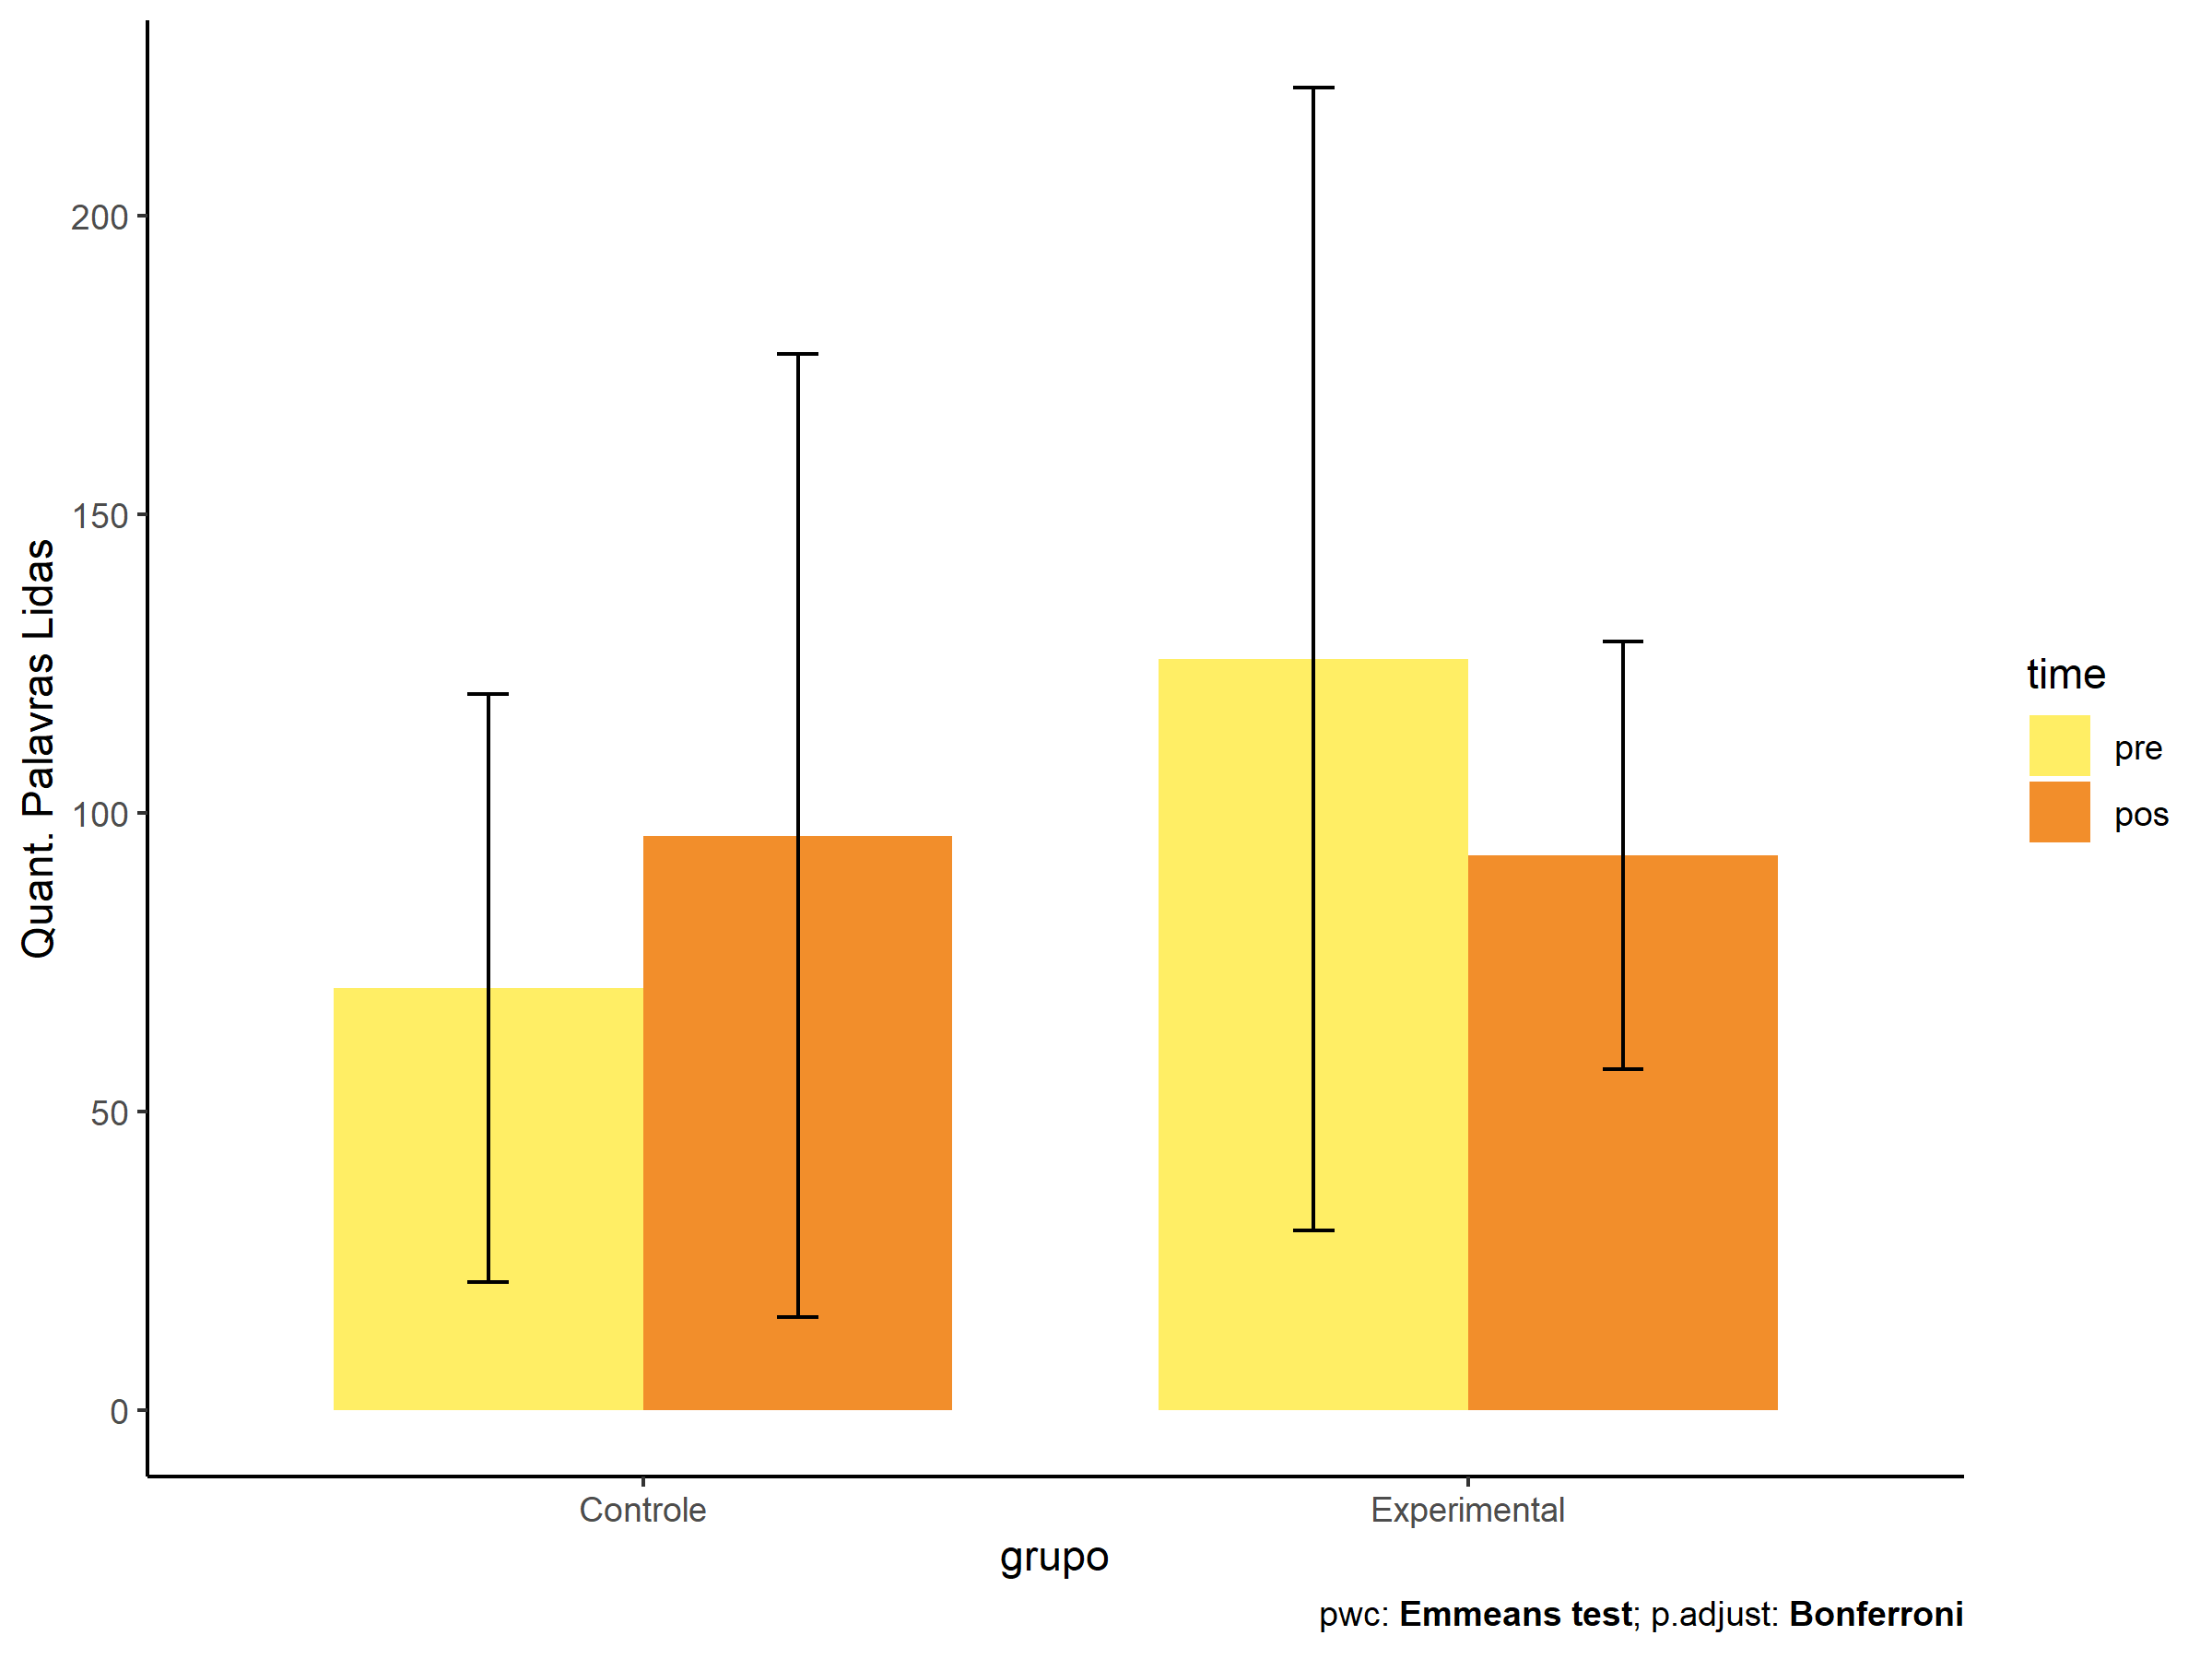 Quant. Palavras Lidas
200
150
100
50
0
Controle
Experimental
grupo
time
pre
pos
pwc: Emmeans test; p.adjust: Bonferroni